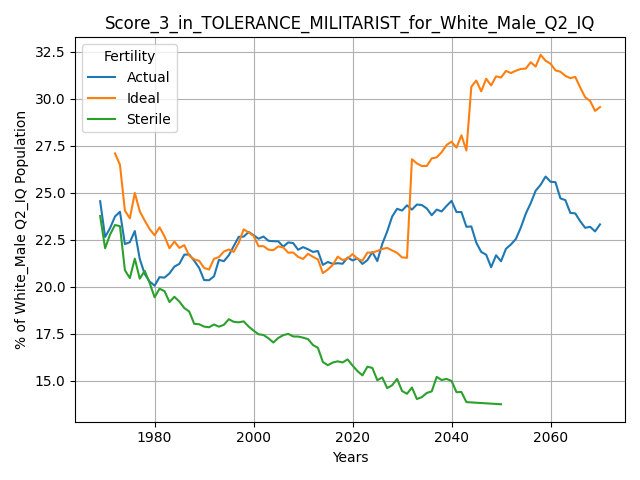 Score_3_in_TOLERANCE_MILITARIST_for_White_Male_Q2_IQ
Fertility
Actual
Ideal
Sterile
% of White_Male Q2_IQ Population
32.5
30.0
27.5
25.0
22.5
20.0
17.5
15.0
1980
2000
2020
2040
2060
Years